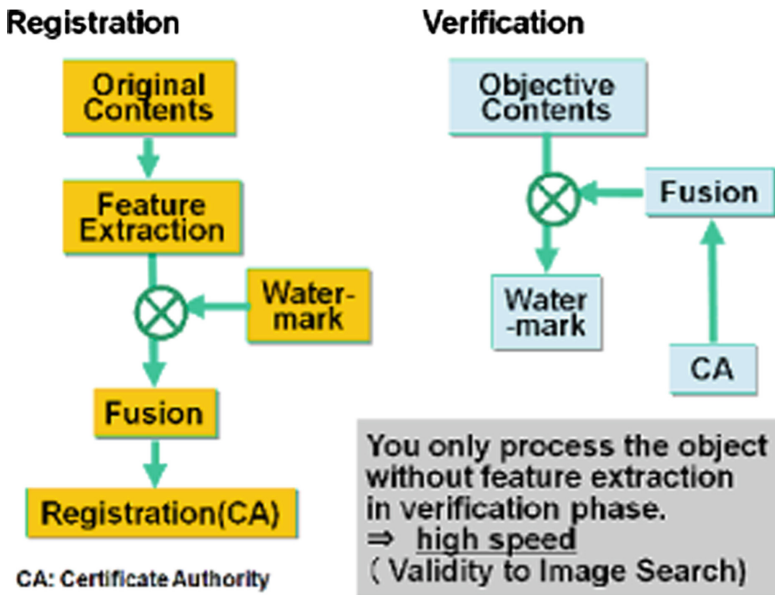 Registration
Original
Contents
Feature
Extraction
Water-
mark
Fusion
Registration(CA)
CA: Certificate Authority
Verification
Objective
Contents
Fusion
Water
-mark
CA
You only process the object
without feature extraction
in verification phase.
⇒ high speed
( Validity to Image Search)